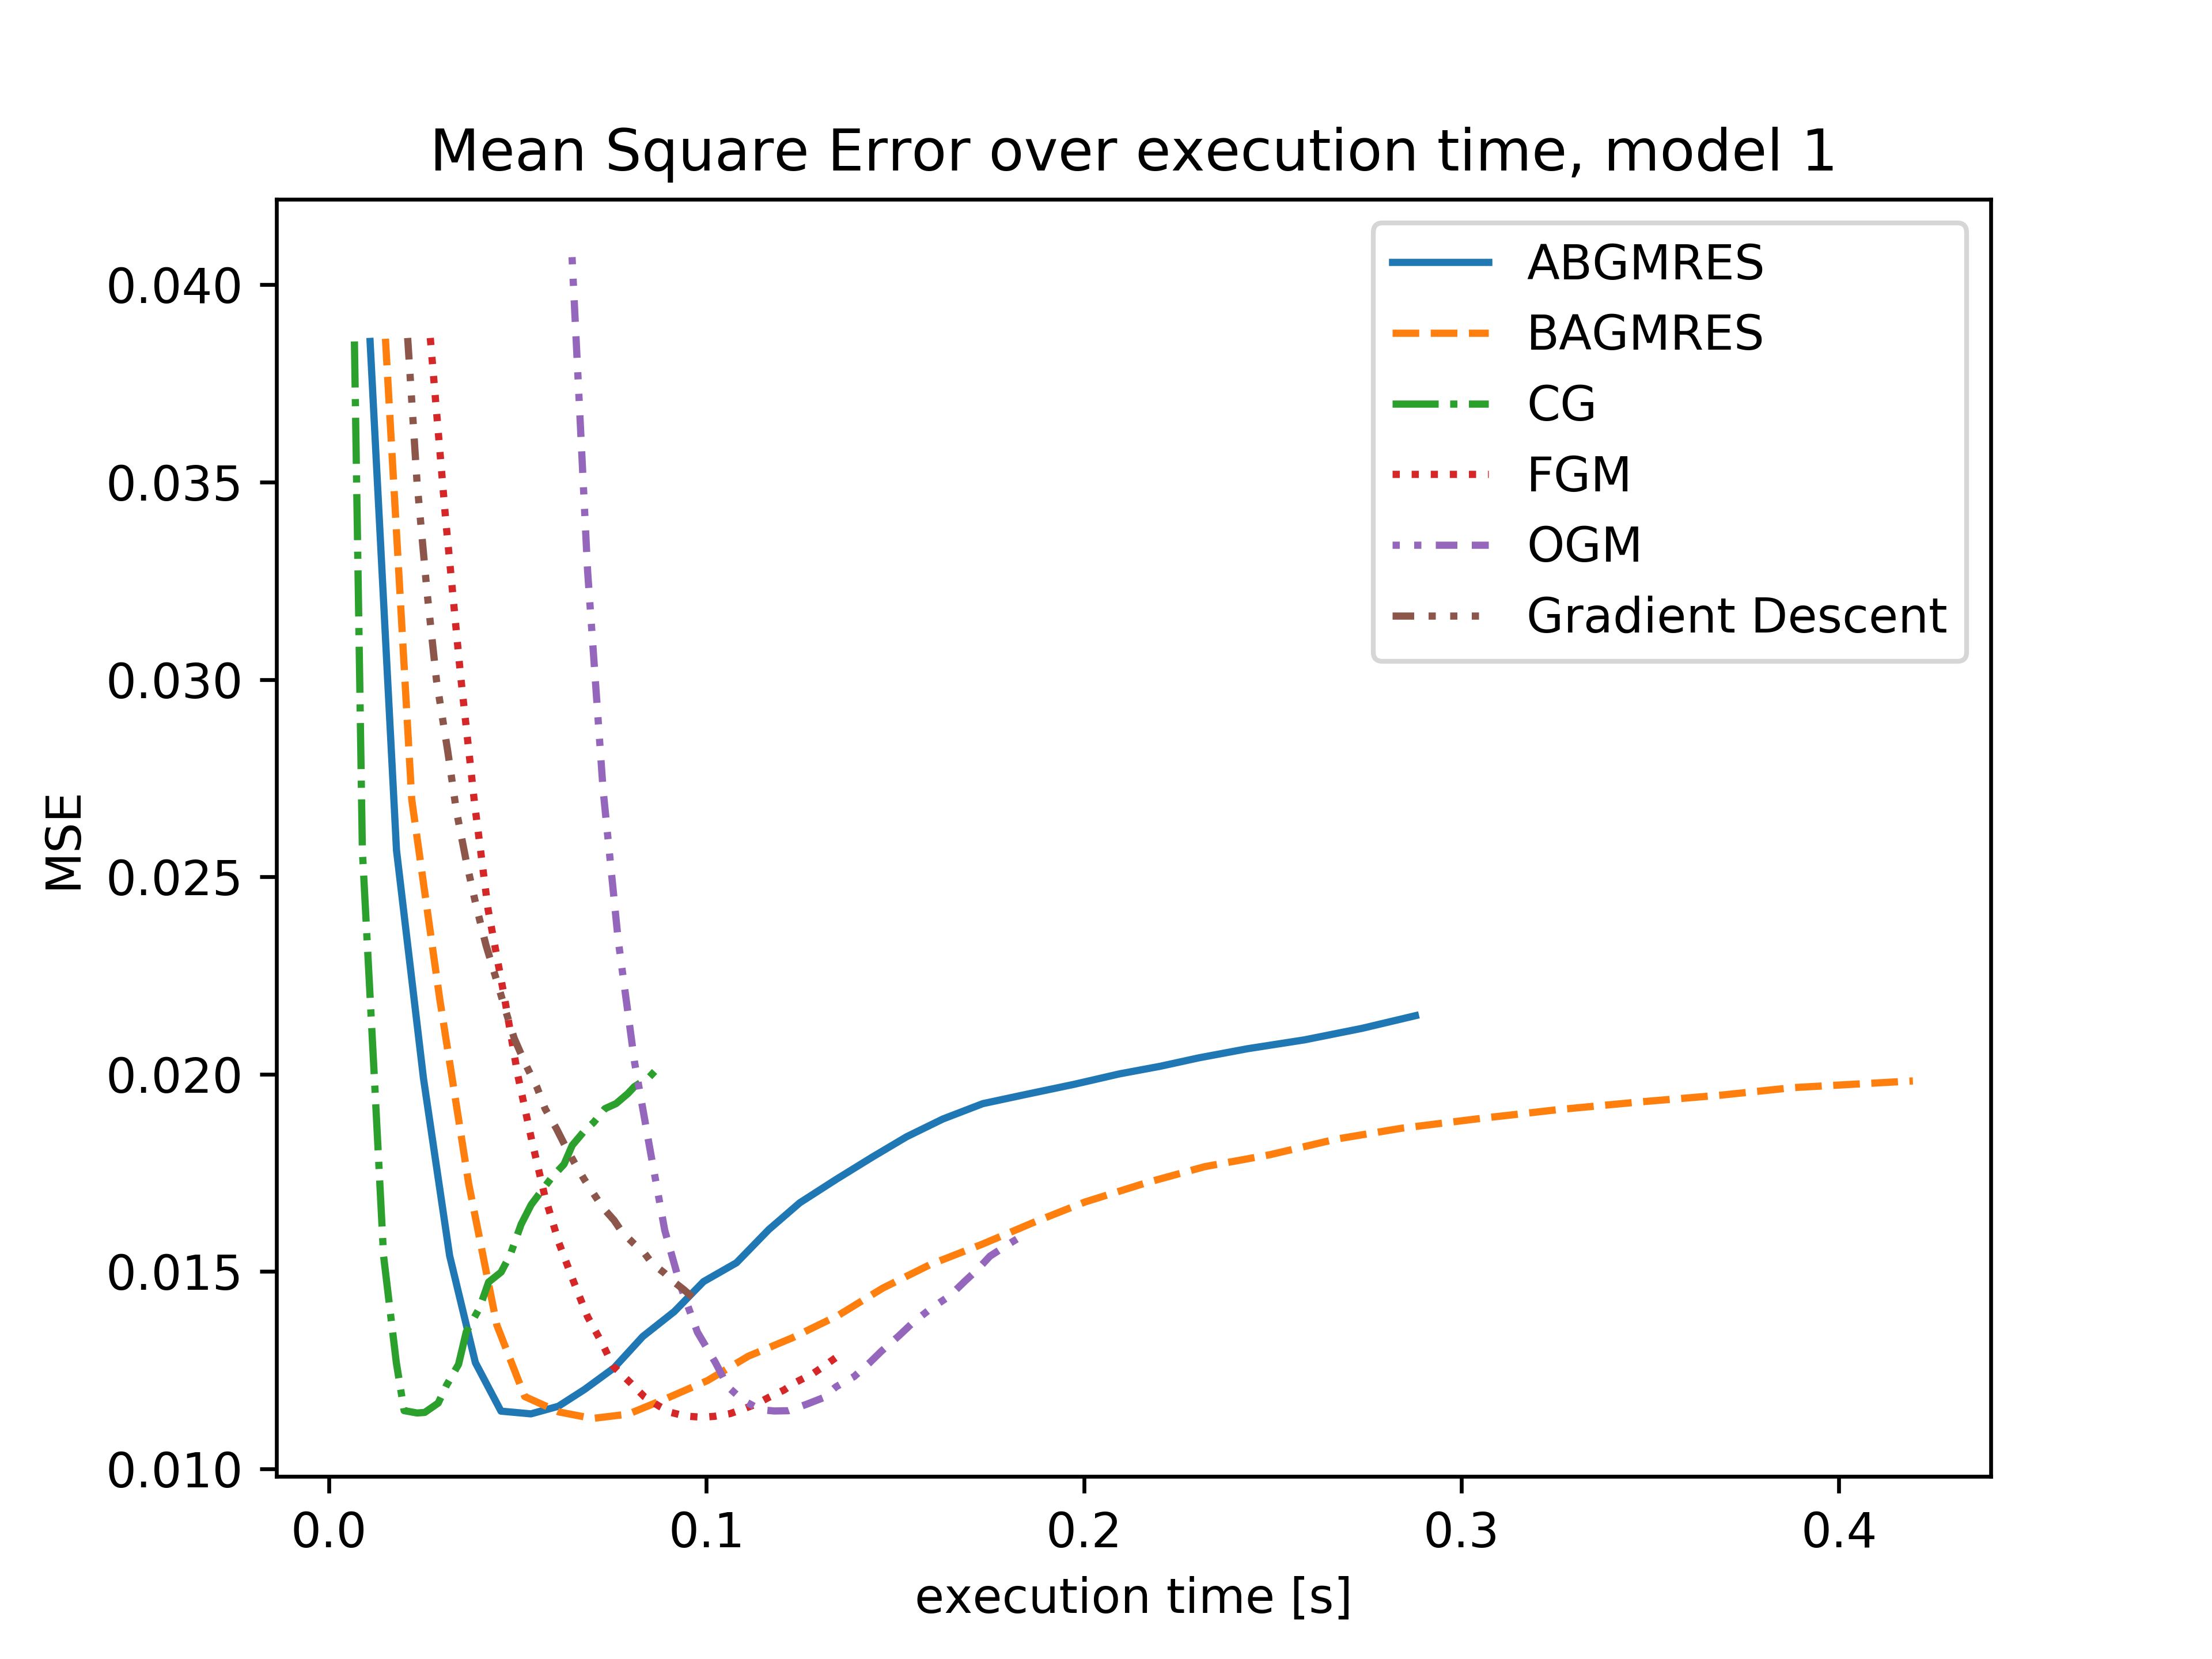 Mean Square Error over execution time, model 1
ABGMRES
BAGMRES
CG
FGM
OGM
Gradient Descent
0.040
0.035
0.030
0.025
0.020
0.015
0.010
MSE
0.0 0.1 0.2 0.3 0.4
execution time [s]